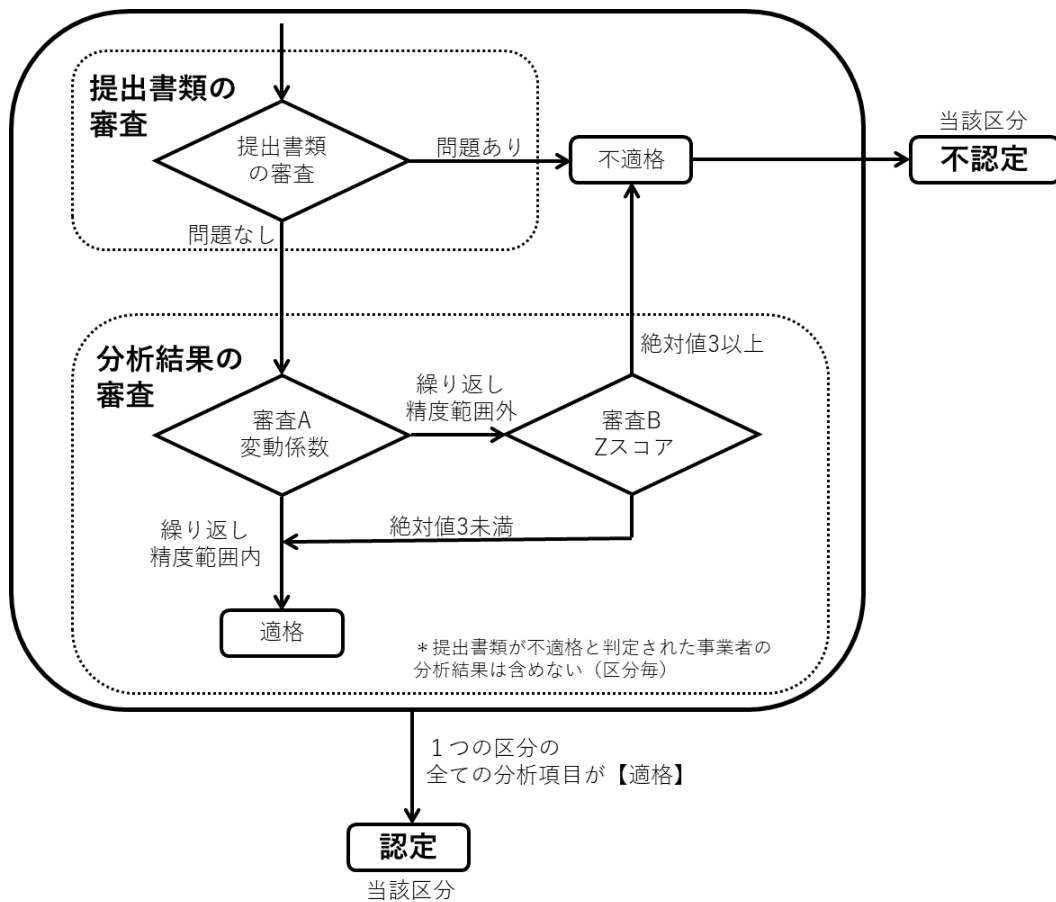 提出書類の
審査
提出書類
の審査
問題あり
不適格
当該区分
不認定
問題なし
分析結果の
審査
審査A
変動係数
繰り返し
精度範囲外
審査B
Zスコア
絶対値3以上
繰り返し
精度範囲内
絶対値3未満
適格
＊提出書類が不適格と判定された事業者の
分析結果は含めない（区分毎）
１つの区分の
全ての分析項目が【適格】
認定
当該区分